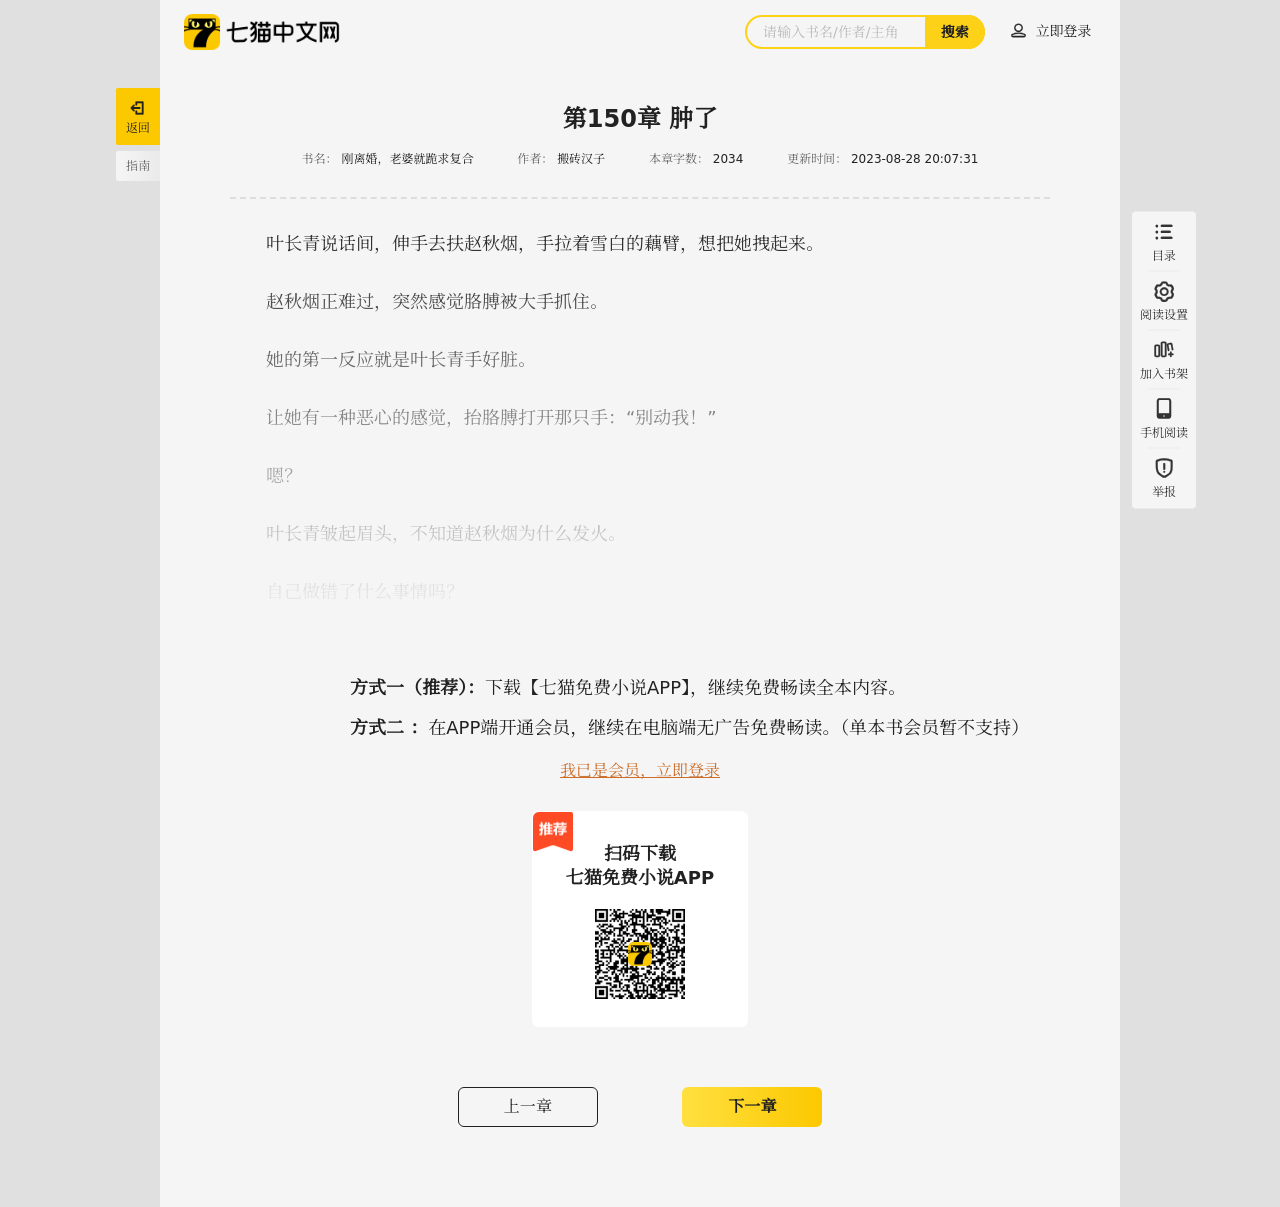 七猫中文网
请输入书名/作者/主角
搜索
立即登录
返回
指南
第150章 肿了
书名： 刚离婚，老婆就跪求复合 作者： 搬砖汉子 本章字数： 2034 更新时间： 2023-08-28 20:07:31
叶长青说话间，伸手去扶赵秋烟，手拉着雪白的藕臂，想把她拽起来。
赵秋烟正难过，突然感觉胳膊被大手抓住。
她的第一反应就是叶长青手好脏。
让她有一种恶心的感觉，抬胳膊打开那只手：“别动我！”
嗯？
叶长青皱起眉头，不知道赵秋烟为什么发火。
自己做错了什么事情吗？
目录
阅读设置
加入书架
手机阅读
举报
方式一（推荐）：下载【七猫免费小说APP】，继续免费畅读全本内容。
方式二 ：在APP端开通会员，继续在电脑端无广告免费畅读。（单本书会员暂不支持）
我已是会员，立即登录
推荐
扫码下载
七猫免费小说APP
上一章
下一章